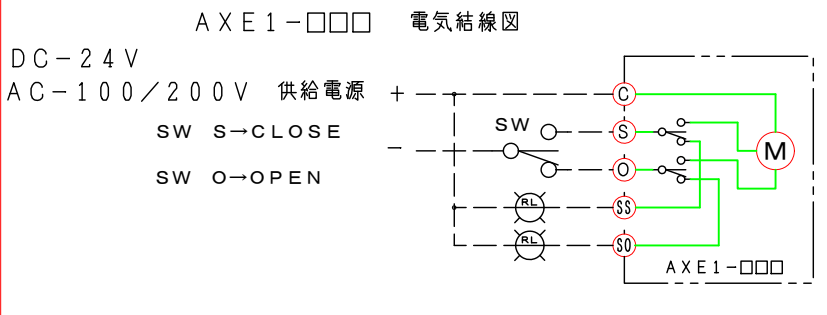 AXE1-□□□ 電気結線図
DC-24V
AC-100/200V 供給電源 +
-
SW S→CLOSE
SW O→OPEN
SW
C
S
O
SS
SO
RL
RL
M
AXE1-□□□